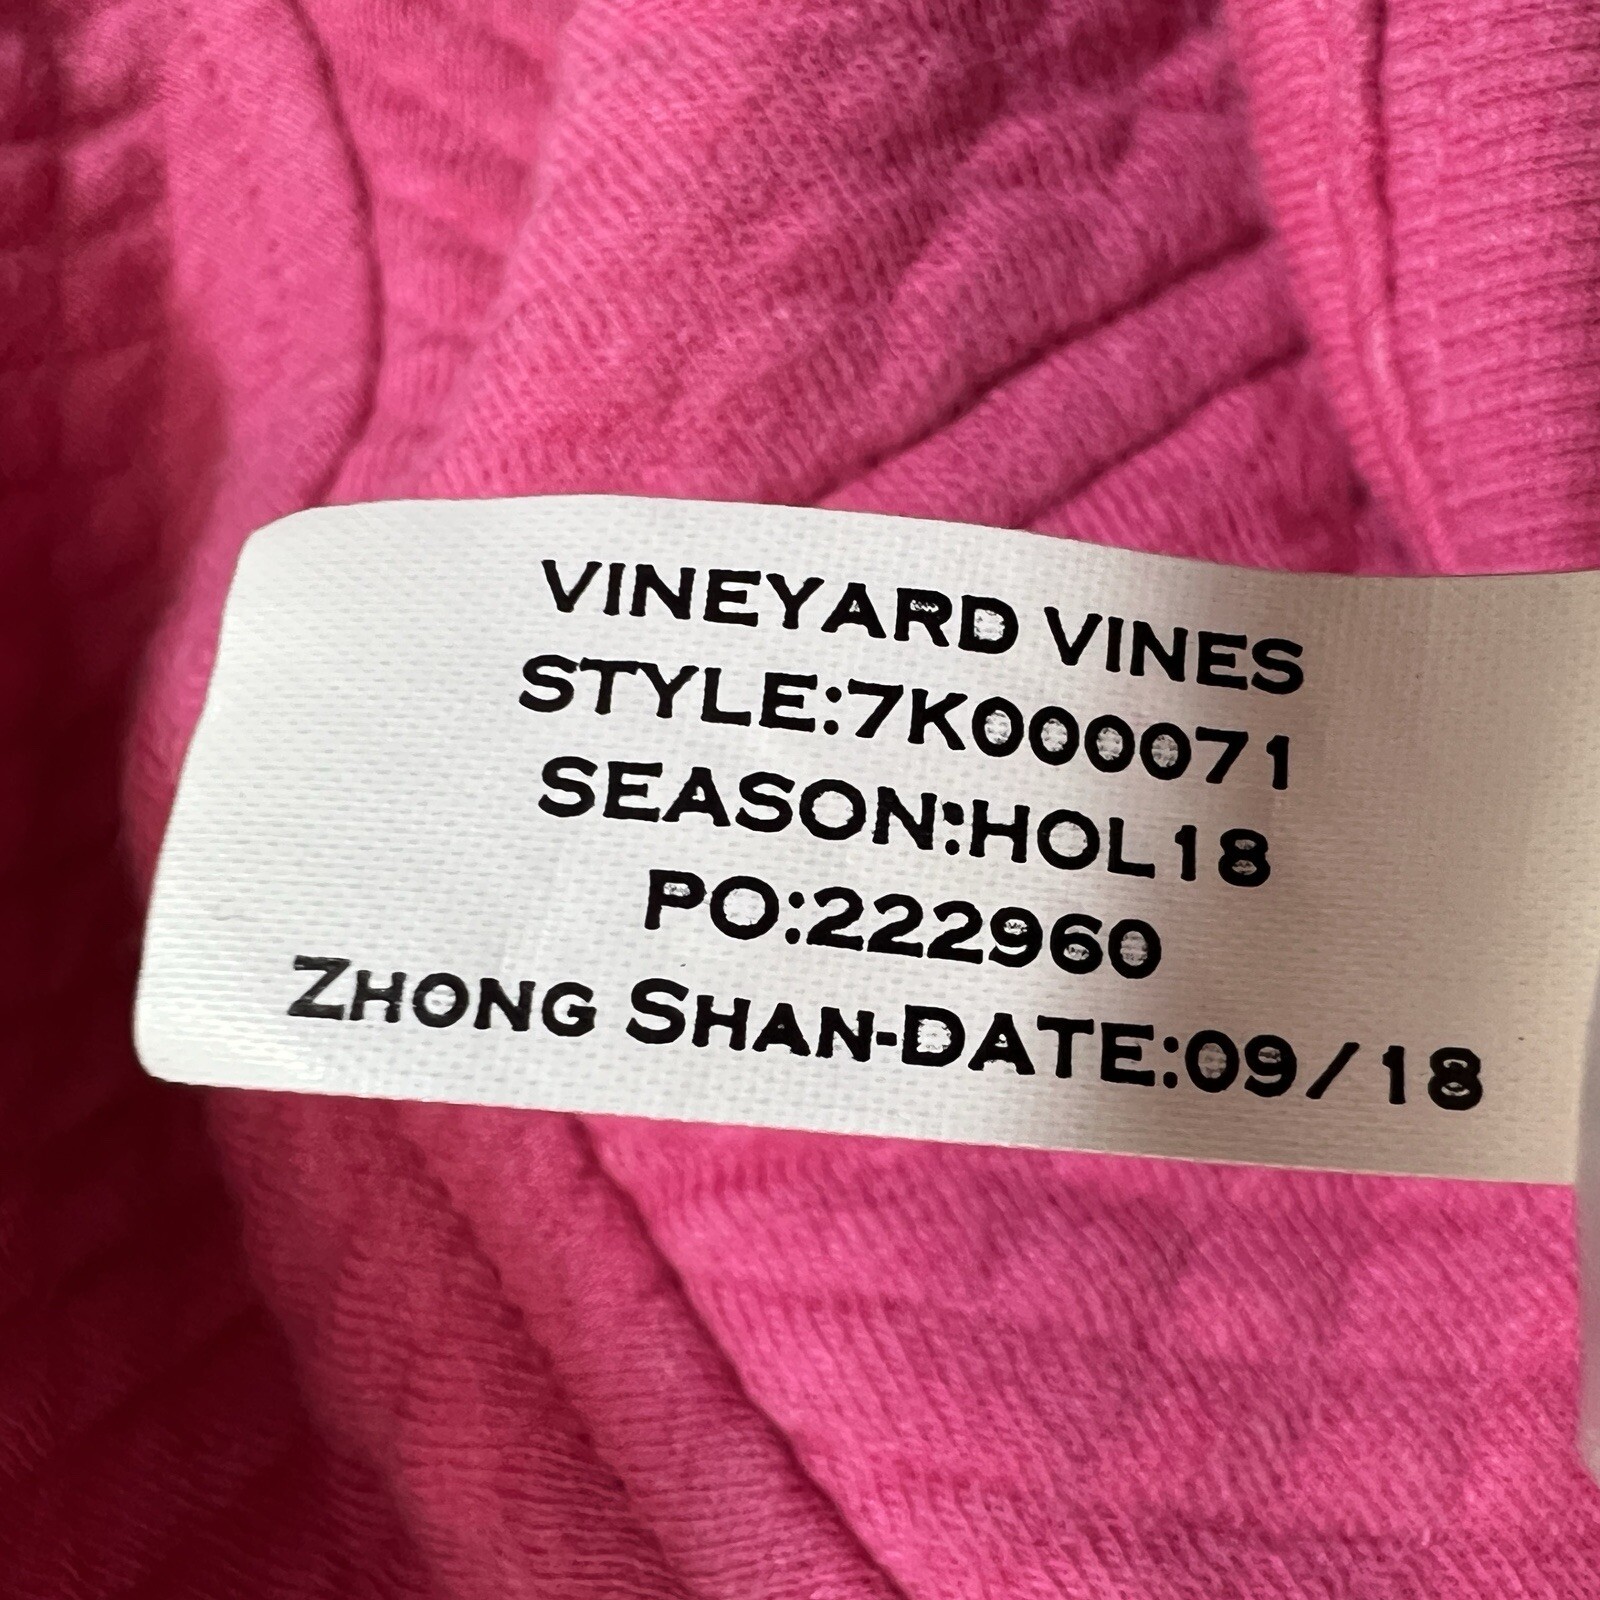 VINEYARD VINES
STYLE:7K000071
SEASON:HOL18
PO:222960
ZHONG SHAN-DATE:09/18